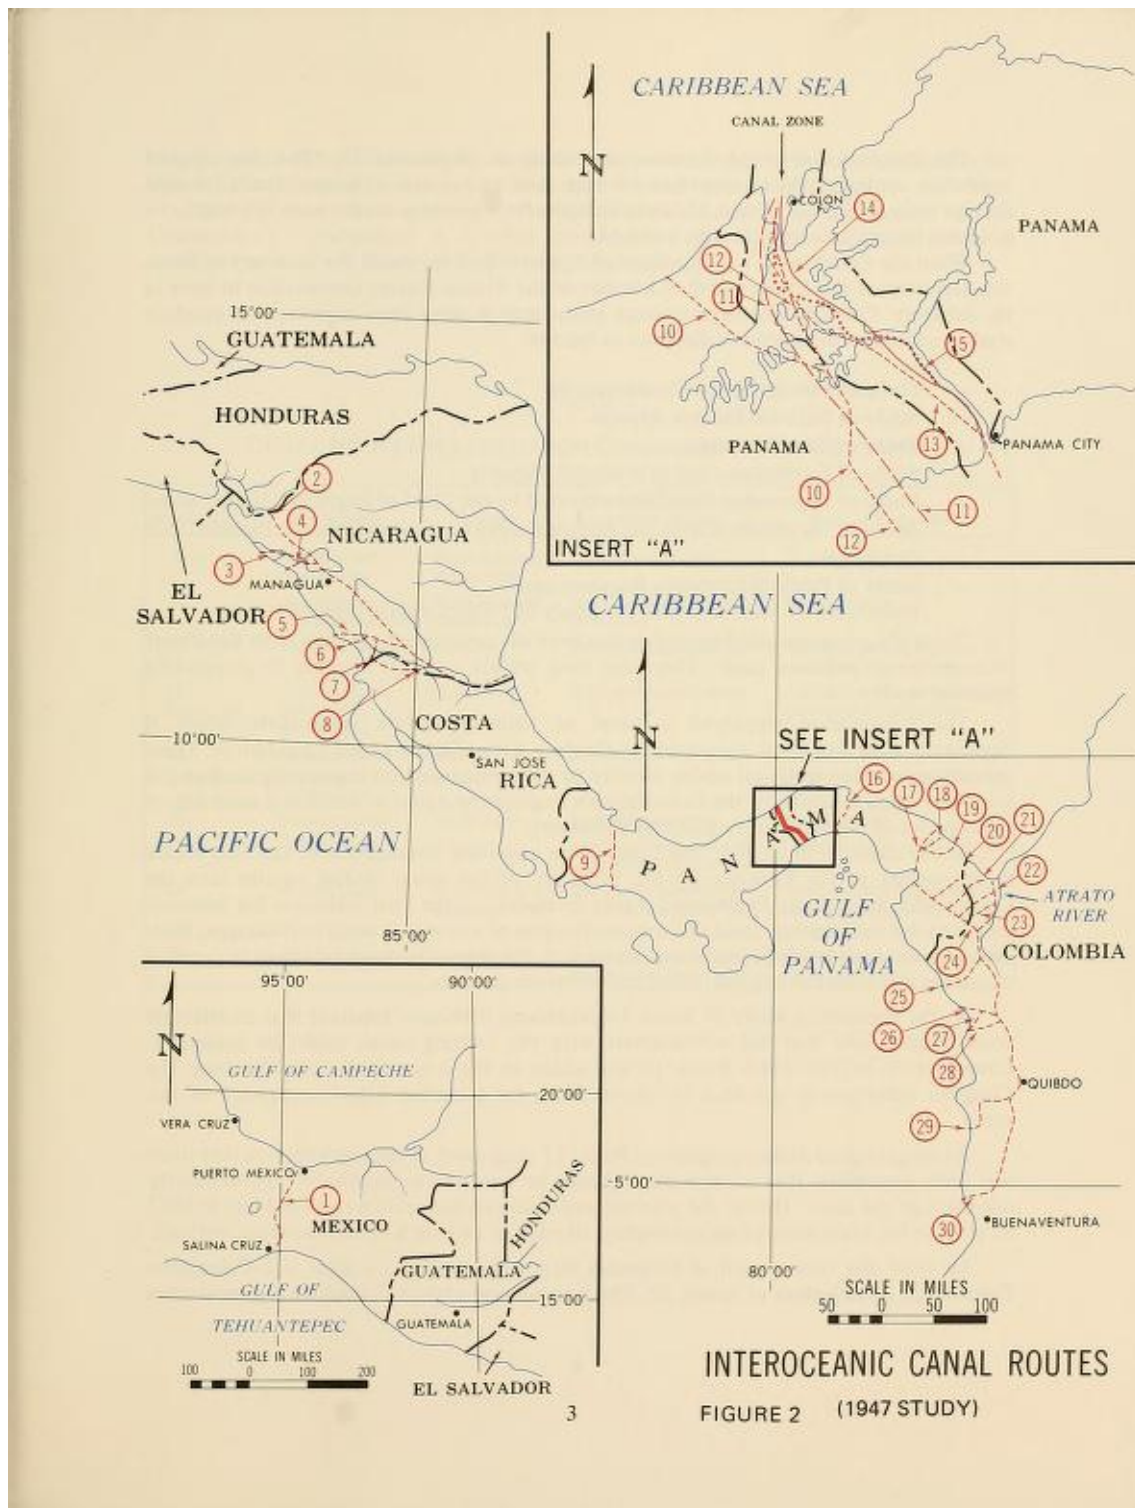 CARIBBEAN SEA
CANAL ZONE
N
COLON
14
PANAMA
12
11
10
15
13
PANAMA
PANAMA CITY
10
11
12
INSERT "A"
15°00'
GUATEMALA
HONDURAS
2
4
NICARAGUA
3
MANAGUA
EL
SALVADOR
5
6
7
8
COSTA
RICA
SAN JOSE
10°00'
CARIBBEAN SEA
N
SEE INSERT "A"
PACIFIC OCEAN
9
PANAMA
16
17
18
19
20
21
22
ATRATO
RIVER
23
GULF
OF
PANAMA
24
COLOMBIA
25
26
27
28
QUIBDO
29
85°00'
5°00'
30
BUENAVENTURA
80°00'
95°00'
90°00'
N
GULF OF CAMPECHE
20°00'
VERA CRUZ
PUERTO MEXICO
1
MEXICO
HONDURAS
SALINA CRUZ
GUATEMALA
GULF OF
TEHUANTEPEC
15°00'
GUATEMALA
SCALE IN MILES
100 0 100 200
EL SALVADOR
SCALE IN MILES
50 0 50 100
INTEROCEANIC CANAL ROUTES
FIGURE 2 (1947 STUDY)
3